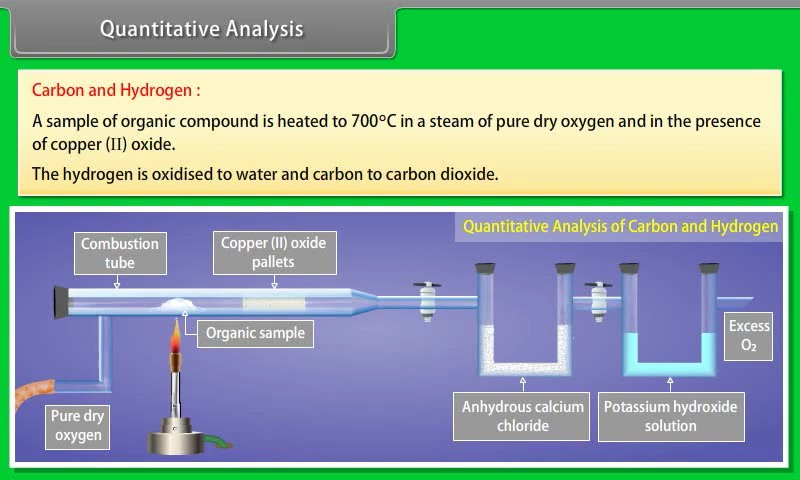 Quantitative Analysis
Carbon and Hydrogen :
A sample of organic compound is heated to 700°C in a steam of pure dry oxygen and in the presence
of copper (II) oxide.
The hydrogen is oxidised to water and carbon to carbon dioxide.
Quantitative Analysis of Carbon and Hydrogen
Combustion
tube
Copper (II) oxide
pallets
Organic sample
Excess
O₂
Pure dry
oxygen
Anhydrous calcium
chloride
Potassium hydroxide
solution